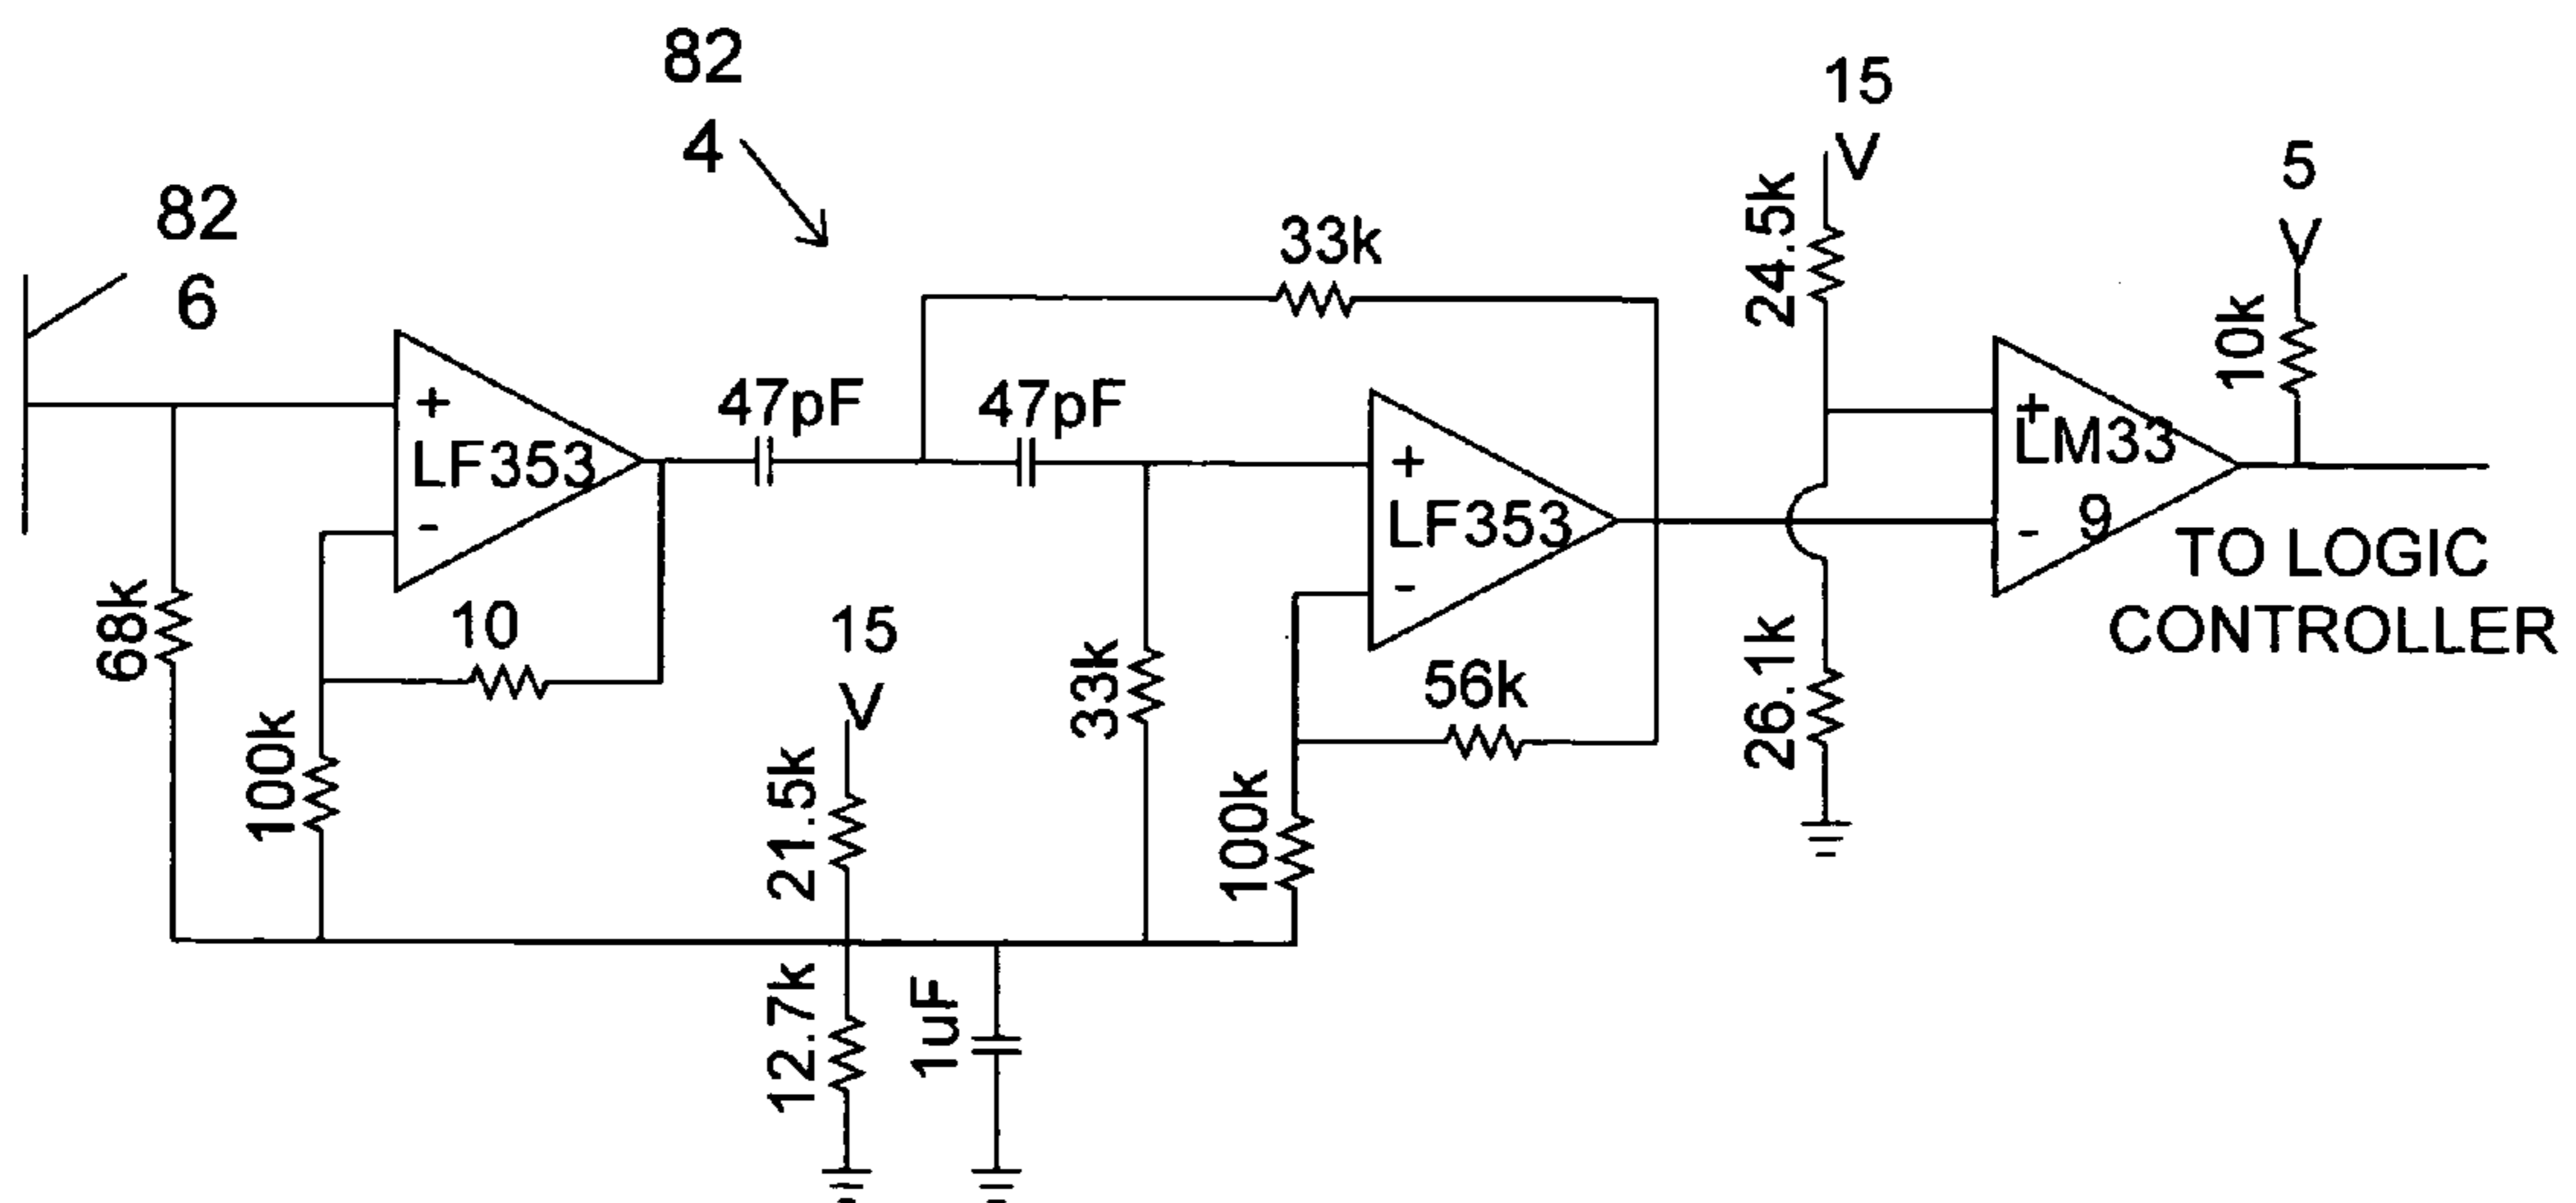 82
4
82
6
15
V
5
V
33k
24.5k
10k
47pF
47pF
+
LF353
-
+
LF353
-
+
LM33
9
-
TO LOGIC
CONTROLLER
68k
10
100k
15
V
21.5k
33k
56k
100k
26.1k
12.7k
1uF